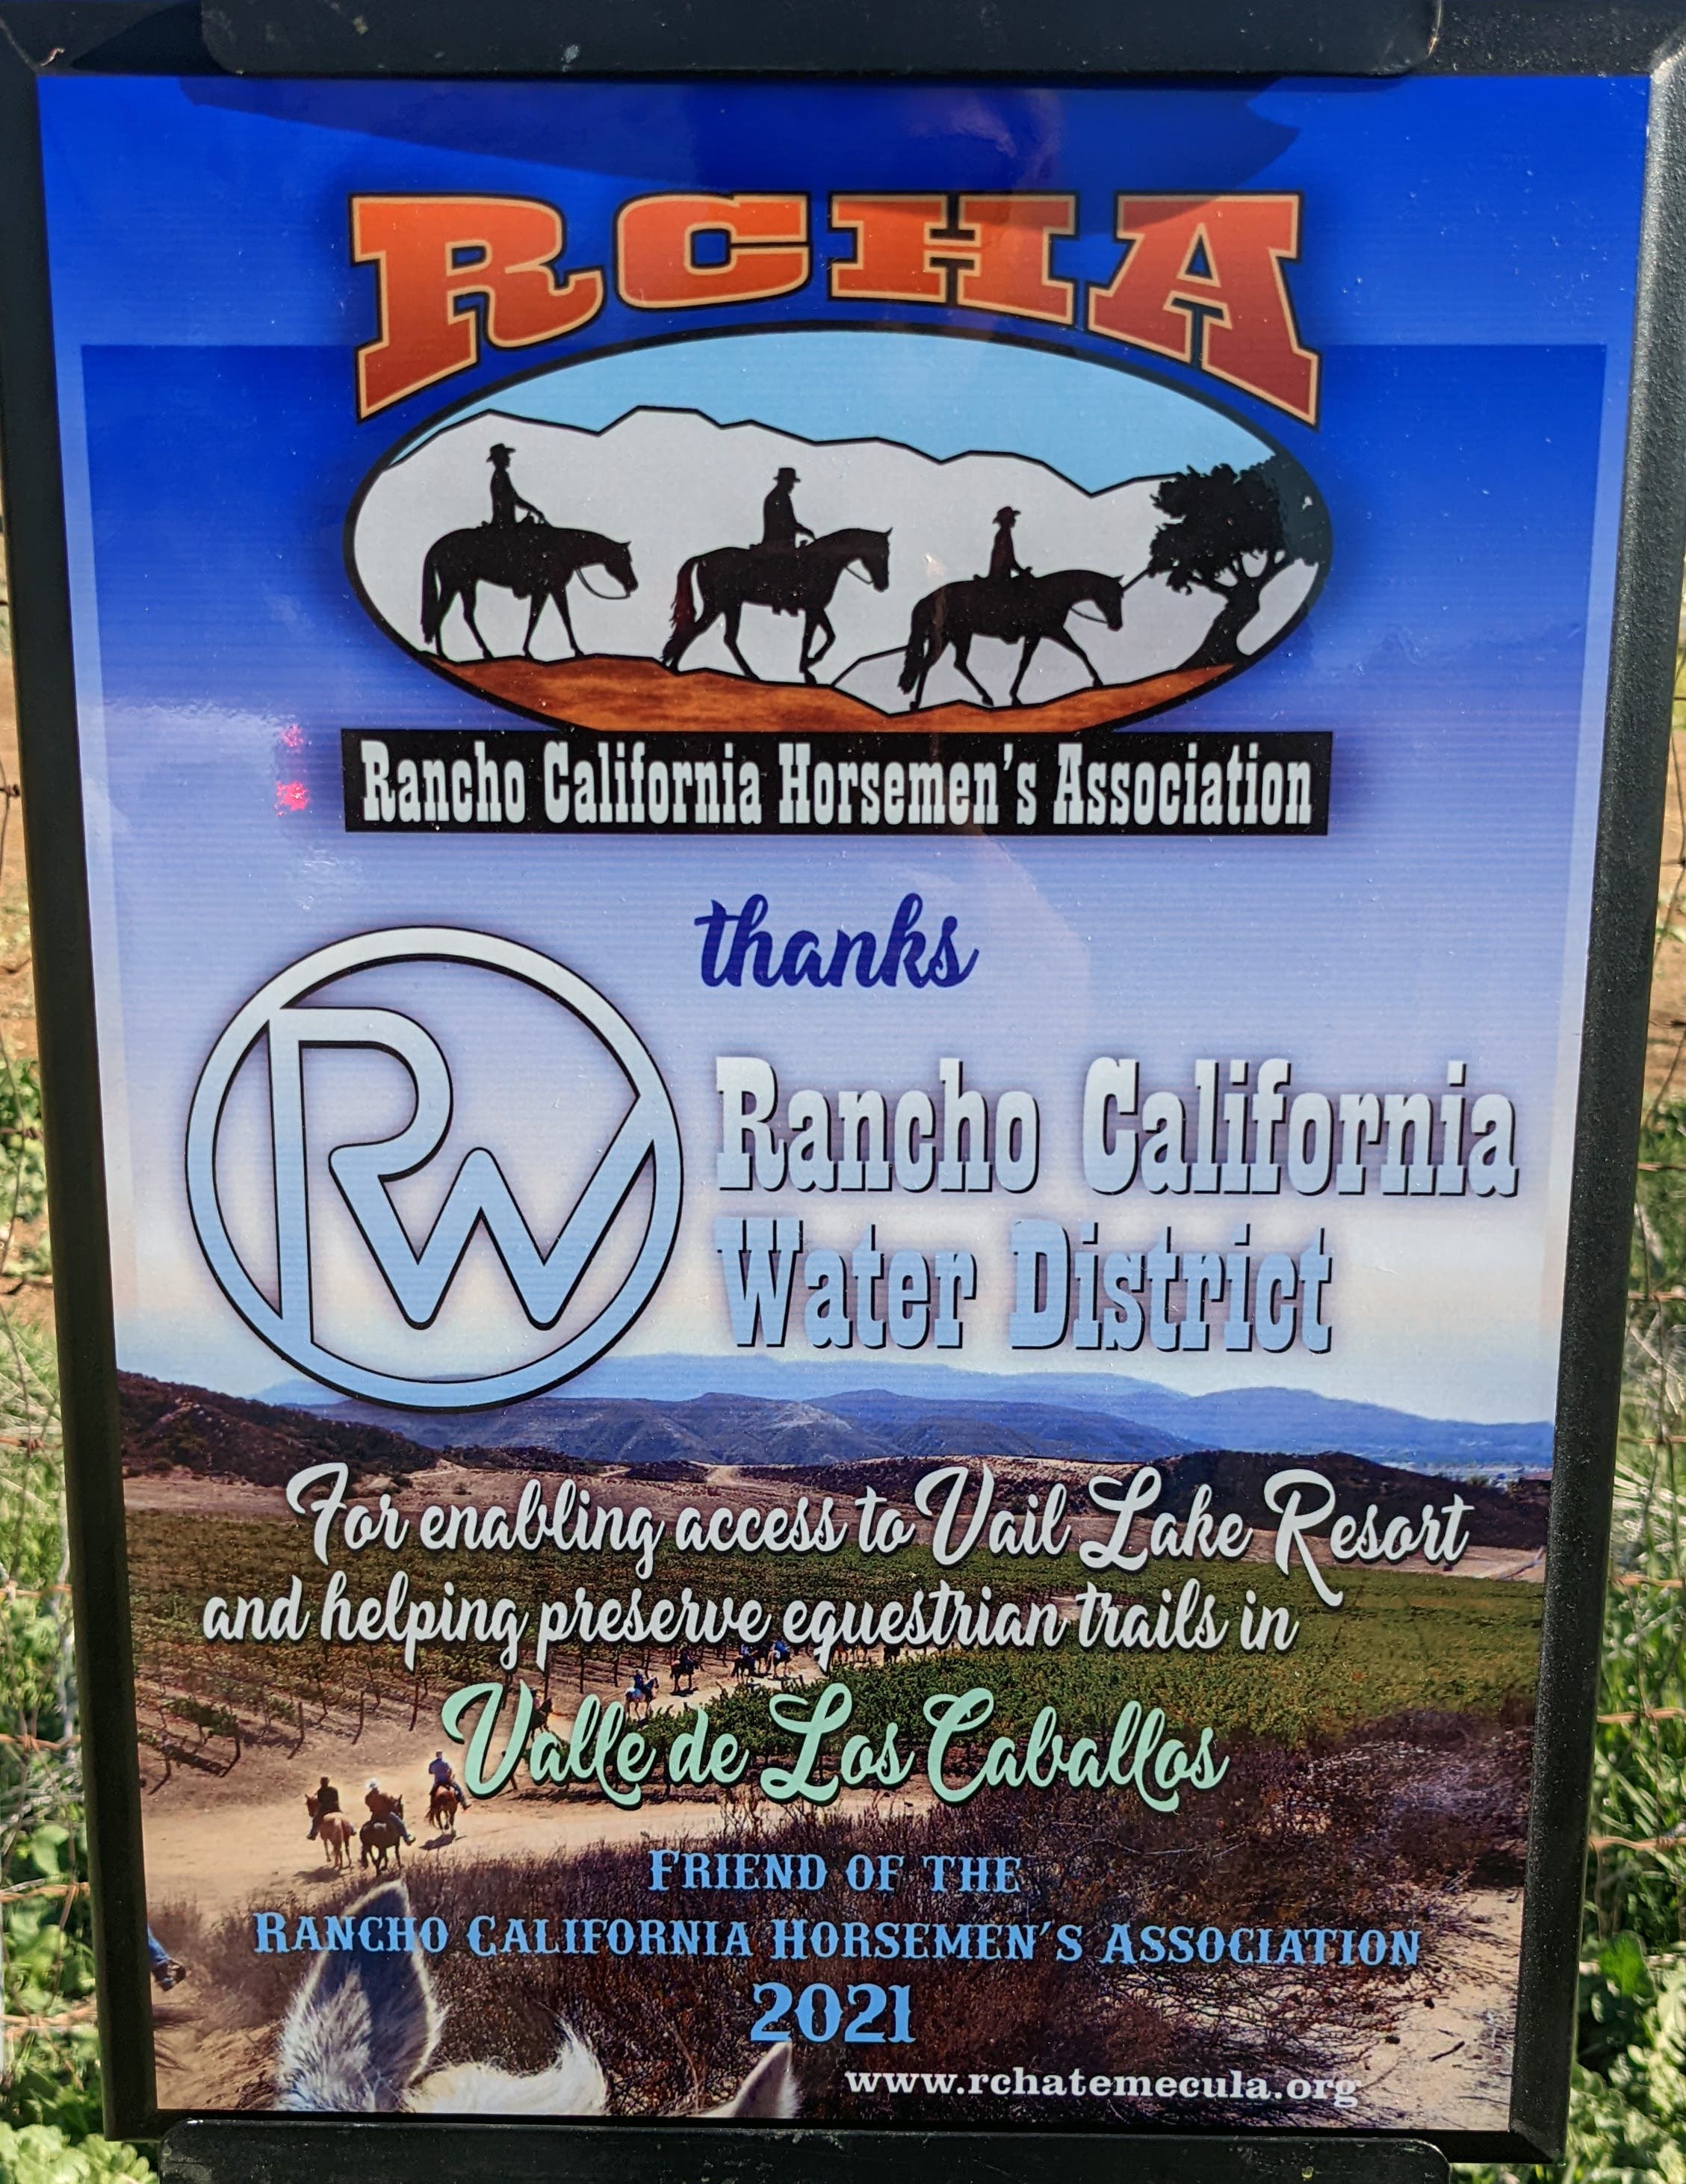 RCHA
Rancho California Horsemen's Association
thanks
RW
Rancho California
Water District
For enabling access to Vail Lake Resort
and helping preserve equestrian trails in
Valle de Los Caballos
FRIEND OF THE
RANCHO CALIFORNIA HORSEMEN'S ASSOCIATION
2021
www.rchatemecula.org